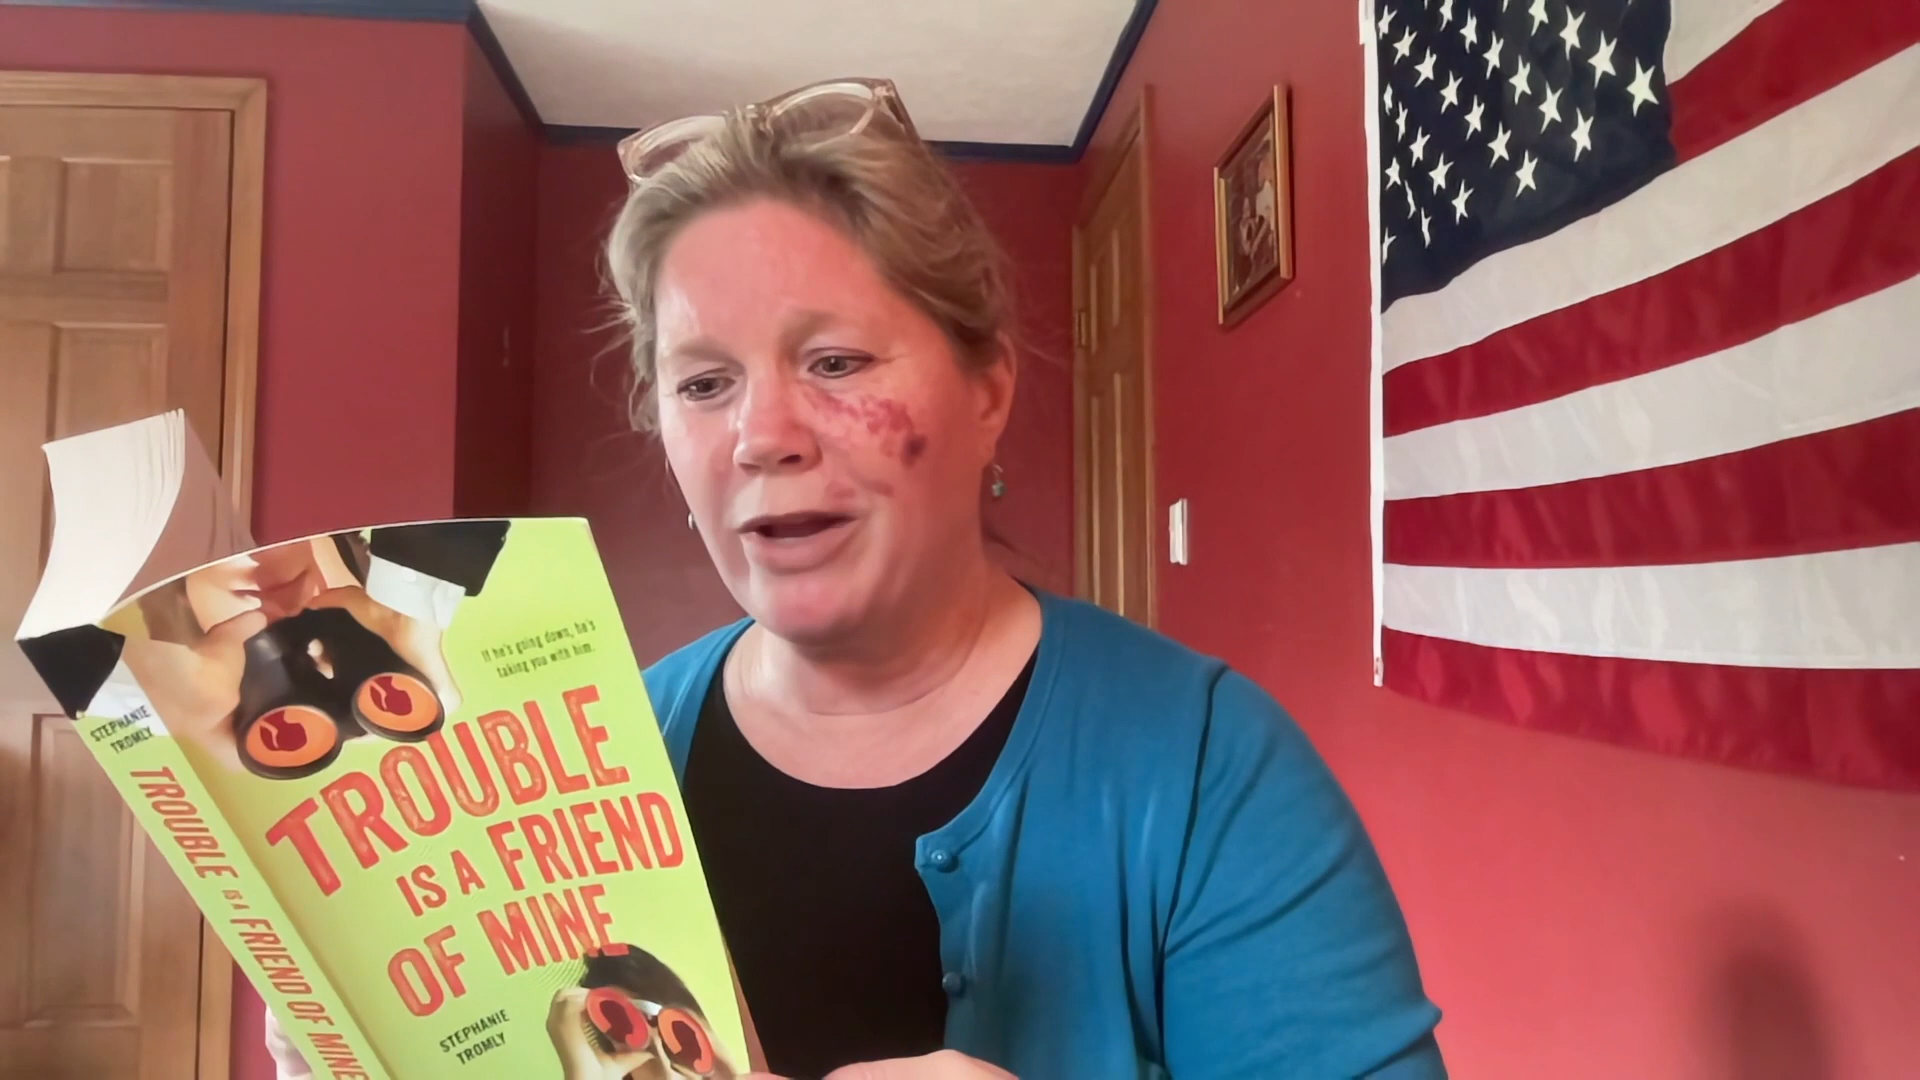 If he's going down, he's
taking you with him.
TROUBLE
IS A FRIEND
OF MINE
STEPHANIE
TROMLY
STEPHANIE
TROMLY
TROUBLE IS A FRIEND OF MINE